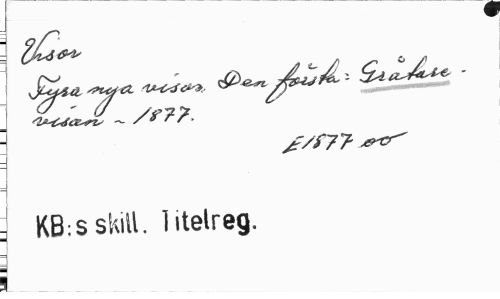 Visor
Fyra nya visor. Den första: Gråtare-
visan - 1877.
E1877 oo
KB:s skill. Titelreg.